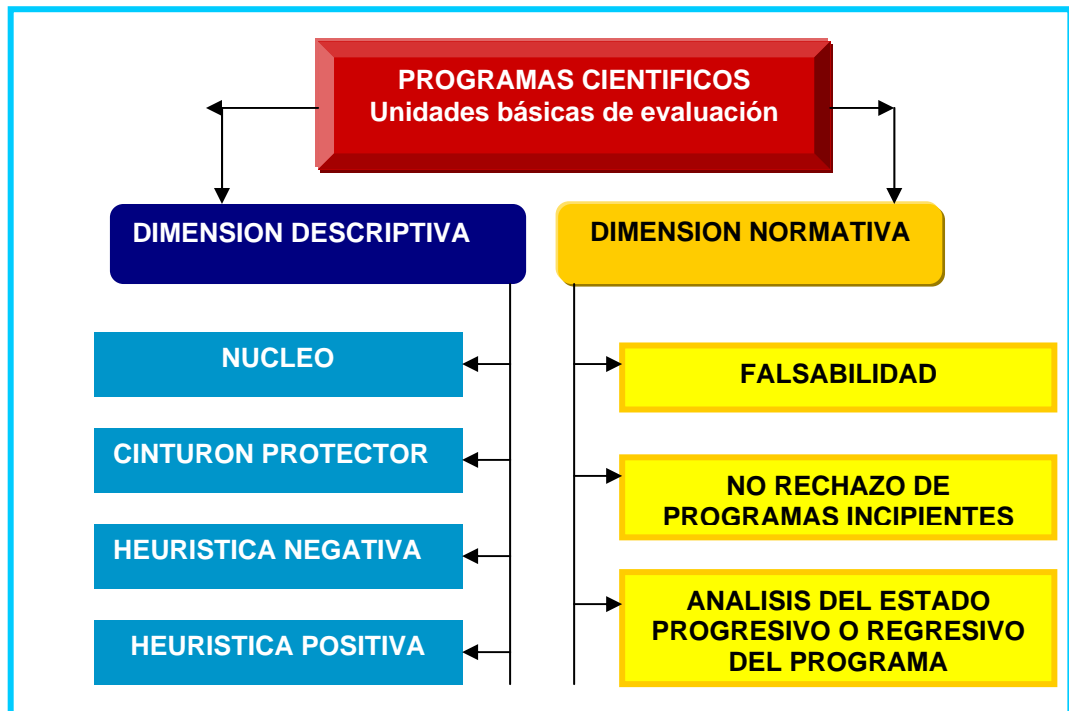 PROGRAMAS CIENTIFICOS
Unidades básicas de evaluación
DIMENSION DESCRIPTIVA
NUCLEO
CINTURON PROTECTOR
HEURISTICA NEGATIVA
HEURISTICA POSITIVA
DIMENSION NORMATIVA
FALSABILIDAD
NO RECHAZO DE
PROGRAMAS INCIPIENTES
ANALISIS DEL ESTADO
PROGRESIVO O REGRESIVO
DEL PROGRAMA